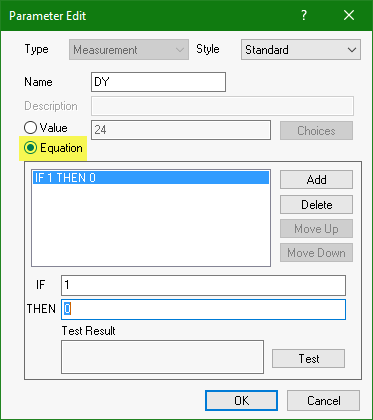 Parameter Edit ? ×
Type Measurement Style Standard
Name DY
Description
Value 24 Choices
Equation
IF 1 THEN 0 Add
Delete
Move Up
Move Down
IF 1
THEN 0
Test Result
Test
OK Cancel